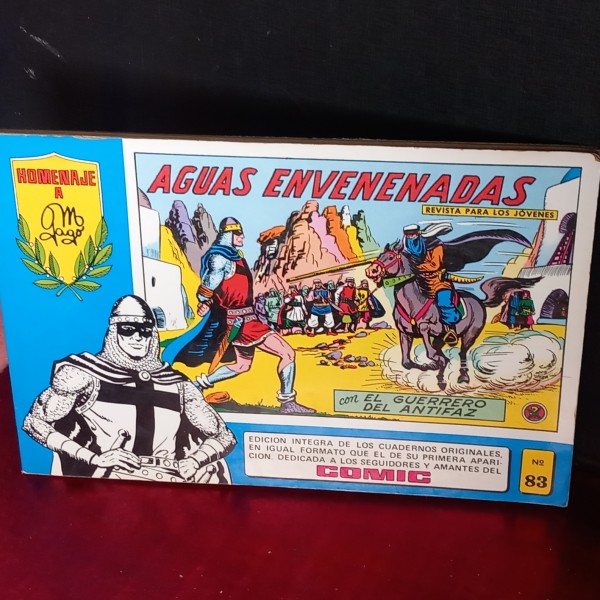 HOMENAJE
A
M Gago
AGUAS ENVENENADAS
REVISTA PARA LOS JÓVENES
con EL GUERRERO
DEL ANTIFAZ
EDICION INTEGRA DE LOS CUADERNOS ORIGINALES,
EN IGUAL FORMATO QUE EL DE SU PRIMERA APARI-
CION. DEDICADA A LOS SEGUIDORES Y AMANTES DEL
COMIC
Nº
83